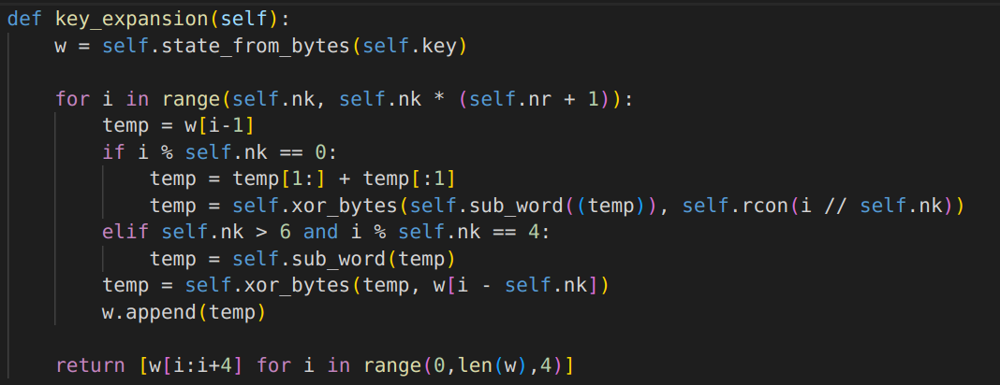 def key_expansion(self):
    w = self.state_from_bytes(self.key)

    for i in range(self.nk, self.nk * (self.nr + 1)):
        temp = w[i-1]
        if i % self.nk == 0:
            temp = temp[1:] + temp[:1]
            temp = self.xor_bytes(self.sub_word((temp)), self.rcon(i // self.nk))
        elif self.nk > 6 and i % self.nk == 4:
            temp = self.sub_word(temp)
        temp = self.xor_bytes(temp, w[i - self.nk])
        w.append(temp)

    return [w[i:i+4] for i in range(0,len(w),4)]